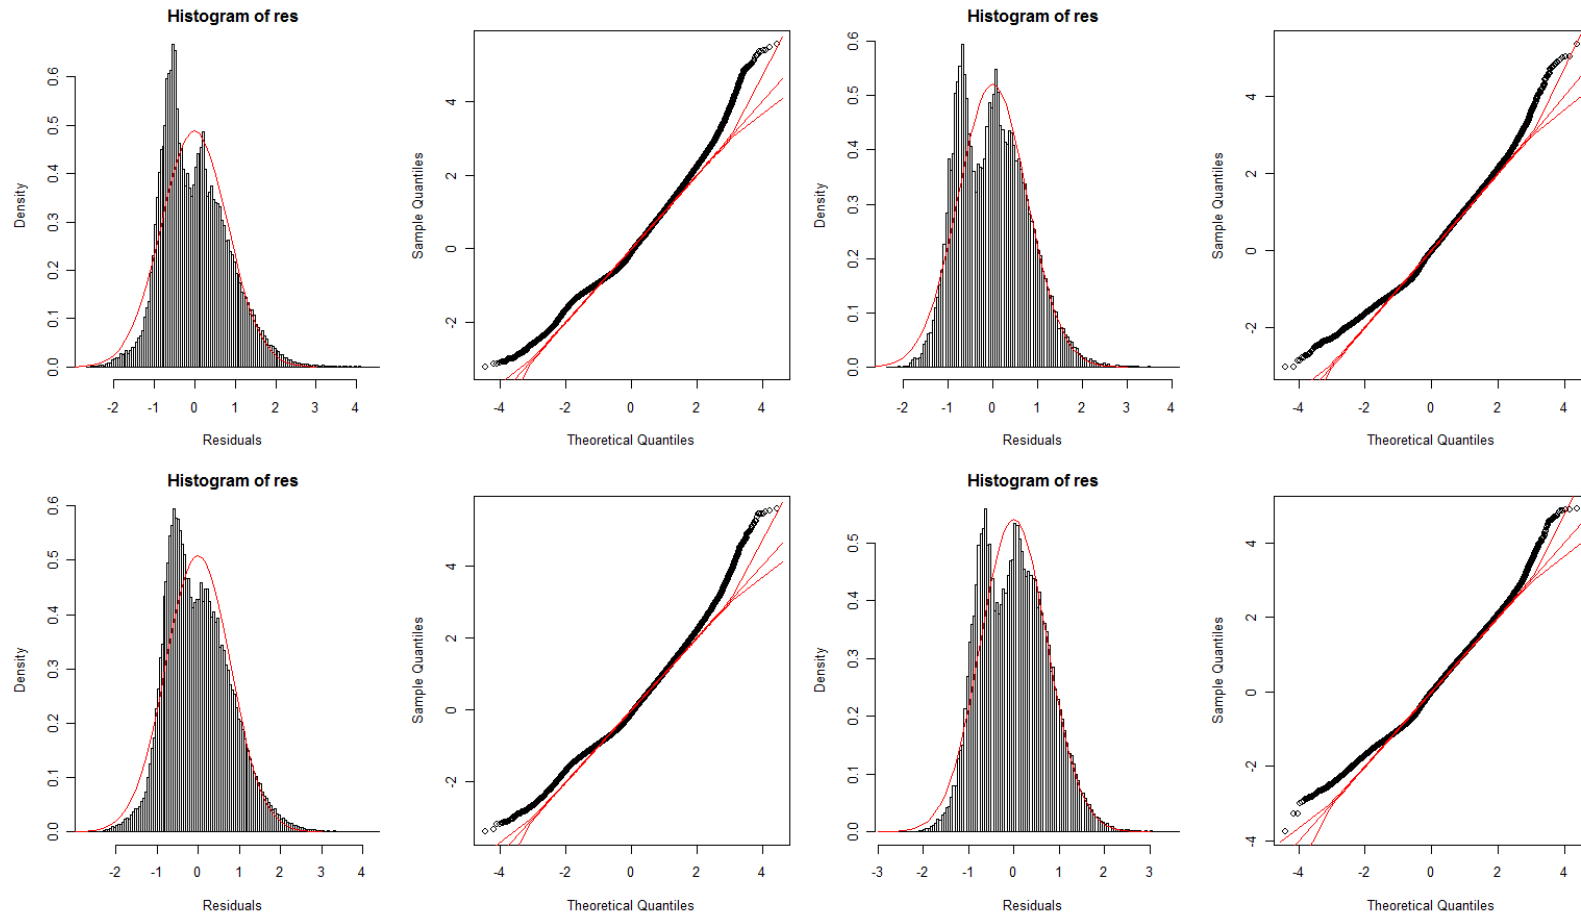 Histogram of res
Density
0.0 0.1 0.2 0.3 0.4 0.5 0.6
-2 -1 0 1 2 3 4
Residuals
Sample Quantiles
-2 0 2 4
-4 -2 0 2 4
Theoretical Quantiles
Histogram of res
Density
0.0 0.1 0.2 0.3 0.4 0.5 0.6
-2 -1 0 1 2 3 4
Residuals
Sample Quantiles
-2 0 2 4
-4 -2 0 2 4
Theoretical Quantiles
Histogram of res
Density
0.0 0.1 0.2 0.3 0.4 0.5 0.6
-2 -1 0 1 2 3 4
Residuals
Sample Quantiles
-2 0 2 4
-4 -2 0 2 4
Theoretical Quantiles
Histogram of res
Density
0.0 0.1 0.2 0.3 0.4 0.5
-3 -2 -1 0 1 2 3
Residuals
Sample Quantiles
-4 -2 0 2 4
-4 -2 0 2 4
Theoretical Quantiles